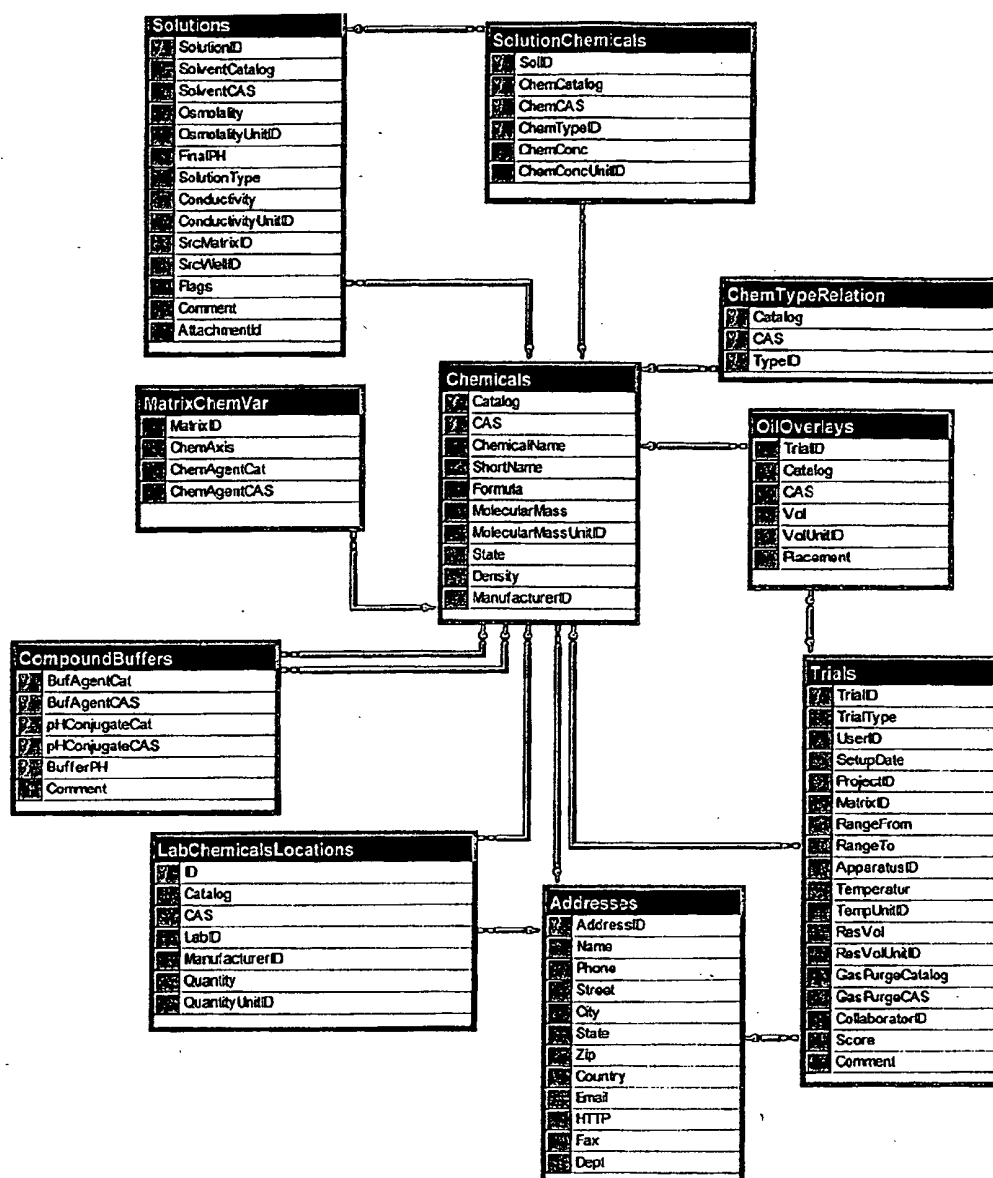 Solutions
SolutionID
SolventCatalog
SolventCAS
Osmolality
OsmolalityUnitID
FinalPH
SolutionType
Conductivity
ConductivityUnitID
SrcMatrixID
SrcWellID
Flags
Comment
AttachmentId
SolutionChemicals
SolID
ChemCatalog
ChemCAS
ChemTypeID
ChemConc
ChemConcUnitID
ChemTypeRelation
Catalog
CAS
TypeID
MatrixChemVar
MatrixID
ChemAxis
ChemAgentCat
ChemAgentCAS
Chemicals
Catalog
CAS
ChemicalName
ShortName
Formula
MolecularMass
MolecularMassUnitID
State
Density
ManufacturerID
OilOverlays
TrialID
Catalog
CAS
Vol
VolUnitID
Placement
CompoundBuffers
BufAgentCat
BufAgentCAS
pHConjugateCat
pHConjugateCAS
BufferPH
Comment
Trials
TrialID
TrialType
UserID
SetupDate
ProjectID
MatrixID
RangeFrom
RangeTo
ApparatusID
Temperatur
TempUnitID
ResVol
ResVolUnitID
GasPurgeCatalog
GasPurgeCAS
CollaboratorID
Score
Comment
LabChemicalsLocations
ID
Catalog
CAS
LabID
ManufacturerID
Quantity
QuantityUnitID
Addresses
AddressID
Name
Phone
Street
City
State
Zip
Country
Email
HTTP
Fax
Dept